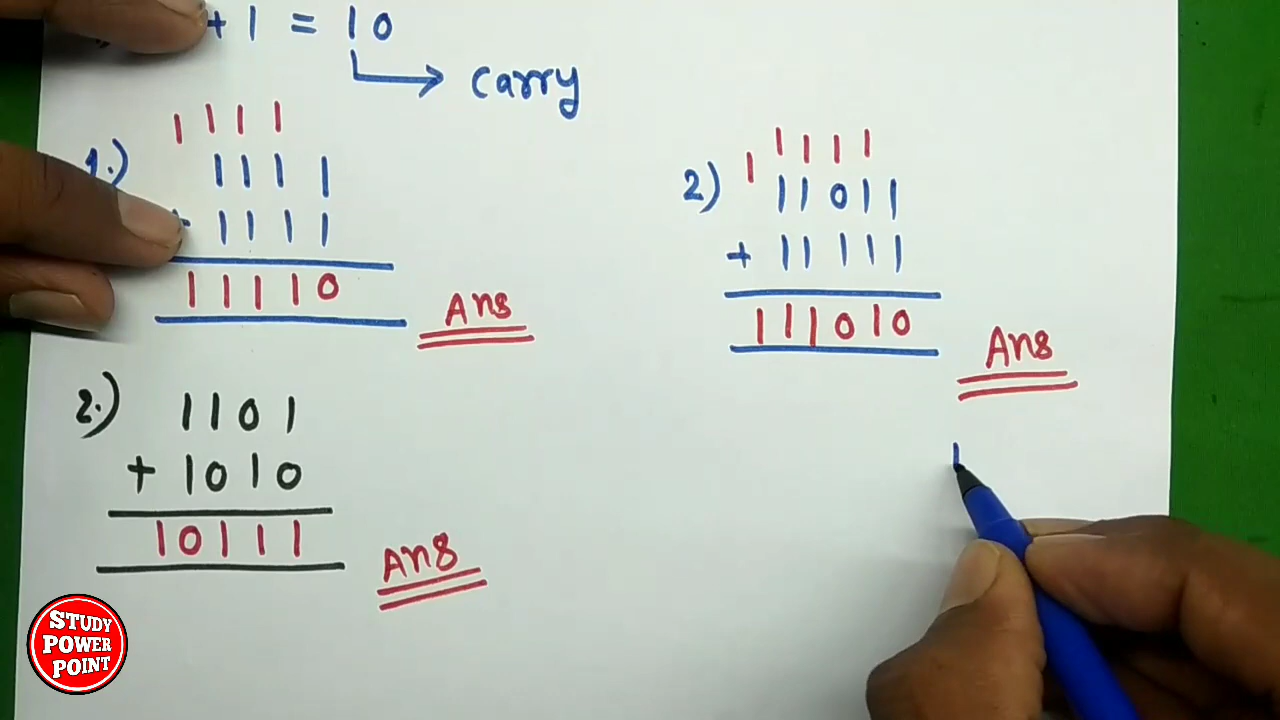 + 1 = 10
carry
1 1 1 1
1.) 1 1 1 1
+ 1 1 1 1
1 1 1 1 0
Ans
1 1 1 1 1
2) 1 1 0 1 1
+ 1 1 1 1 1
1 1 1 0 1 0
Ans
2.) 1 1 0 1
+ 1 0 1 0
1 0 1 1 1
Ans
1
STUDY
POWER
POINT